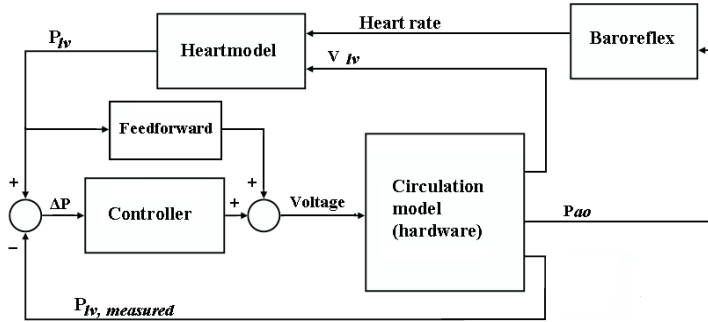 P lv
Heartmodel
Heart rate
V lv
Baroreflex
Feedforward
+
+
ΔP
Controller
+
Voltage
Circulation
model
(hardware)
Pao
−
P lv, measured